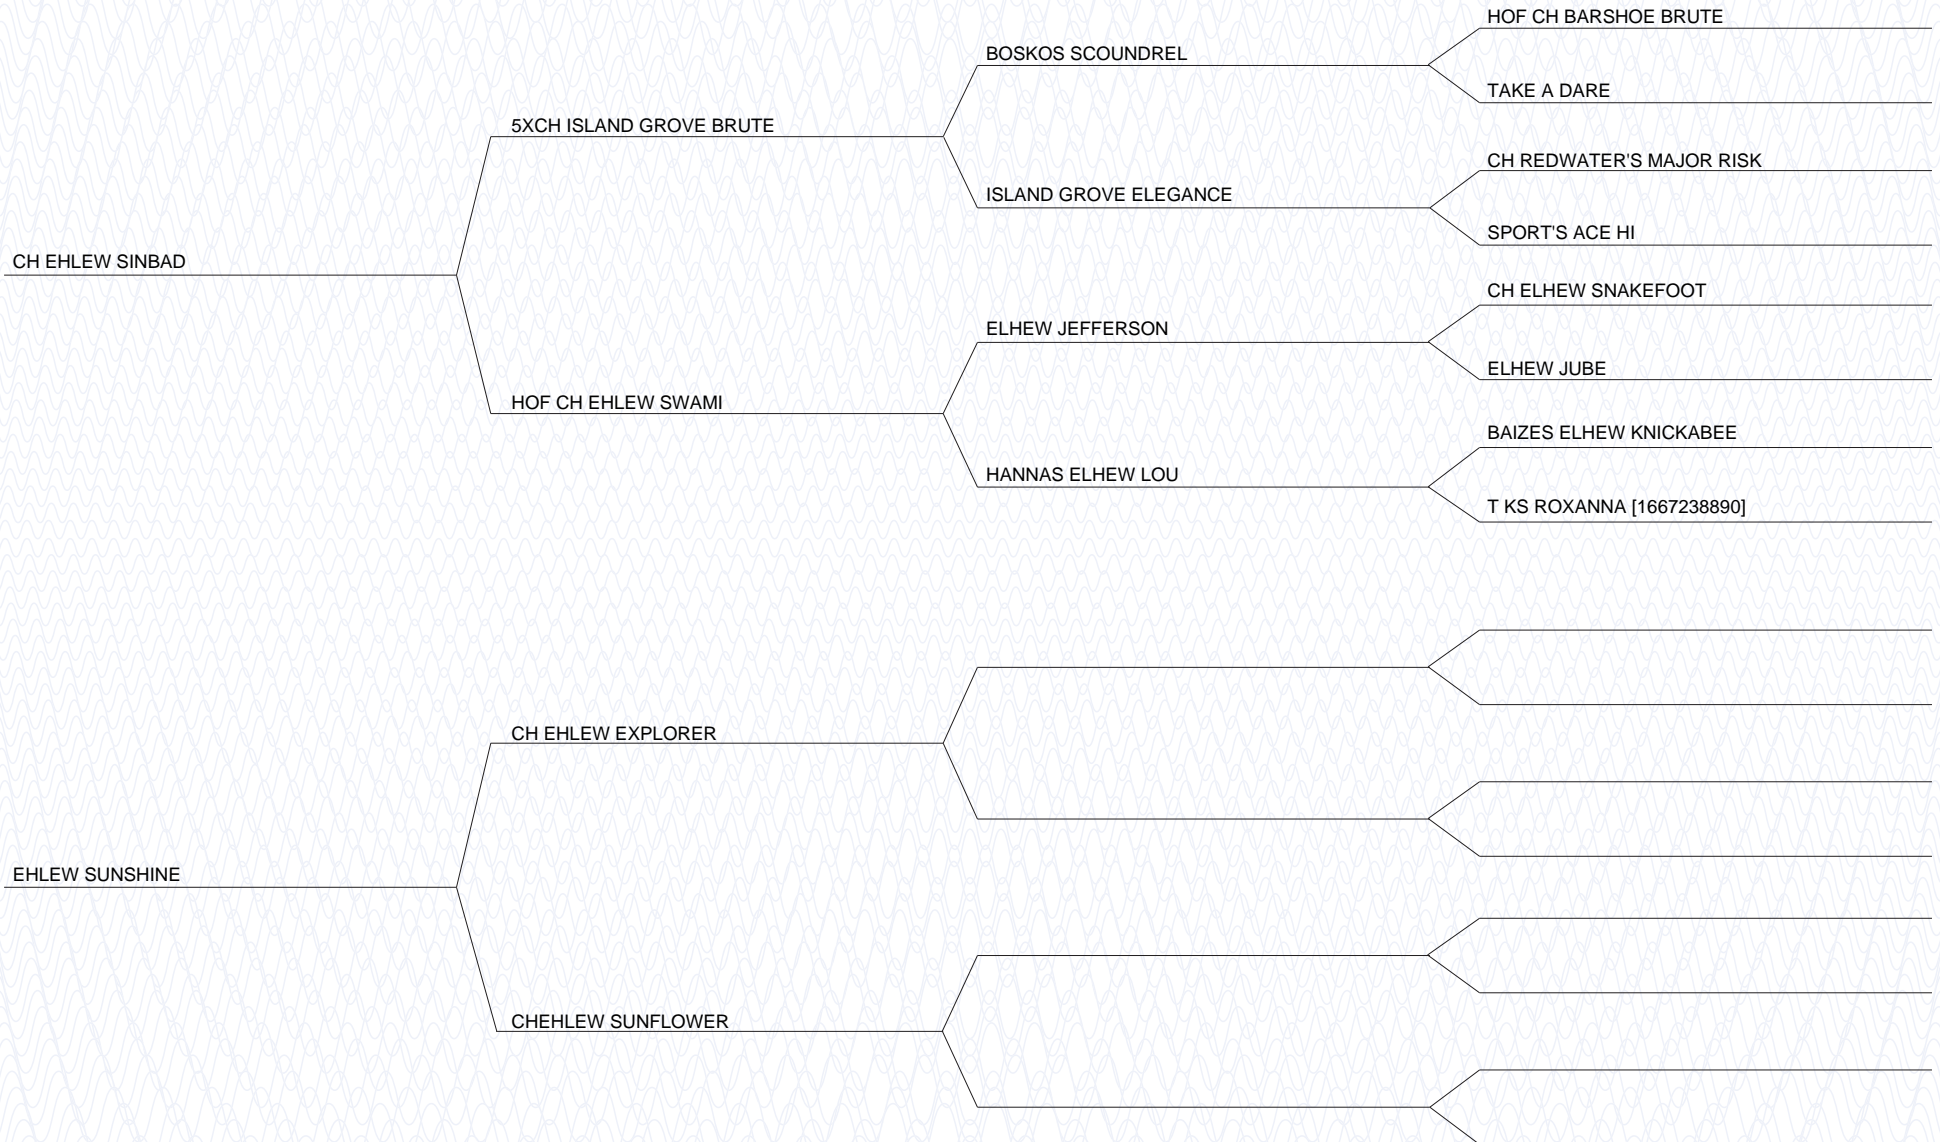 HOF CH BARSHOE BRUTE
BOSKOS SCOUNDREL
TAKE A DARE
5XCH ISLAND GROVE BRUTE
CH REDWATER'S MAJOR RISK
ISLAND GROVE ELEGANCE
SPORT'S ACE HI
CH EHLEW SINBAD
CH ELHEW SNAKEFOOT
ELHEW JEFFERSON
ELHEW JUBE
HOF CH EHLEW SWAMI
BAIZES ELHEW KNICKABEE
HANNAS ELHEW LOU
T KS ROXANNA [1667238890]
CH EHLEW EXPLORER
EHLEW SUNSHINE
CHEHLEW SUNFLOWER